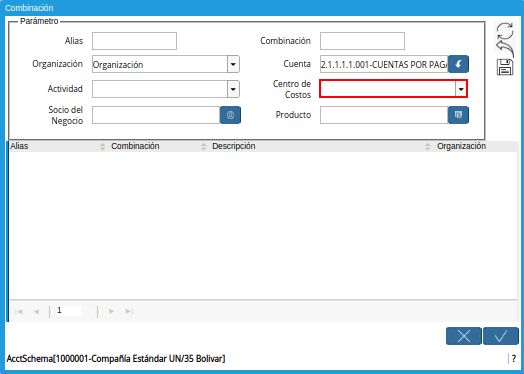 Combinación
Parámetro
Alias
Combinación
Organización Organización
Cuenta 2.1.1.1.1.001-CUENTAS POR PAG
Actividad
Centro de
Costos
Socio del
Negocio
Producto
Alias Combinación Descripción Organización
1
AcctSchema[1000001-Compañía Estándar UN/35 Bolivar] ?